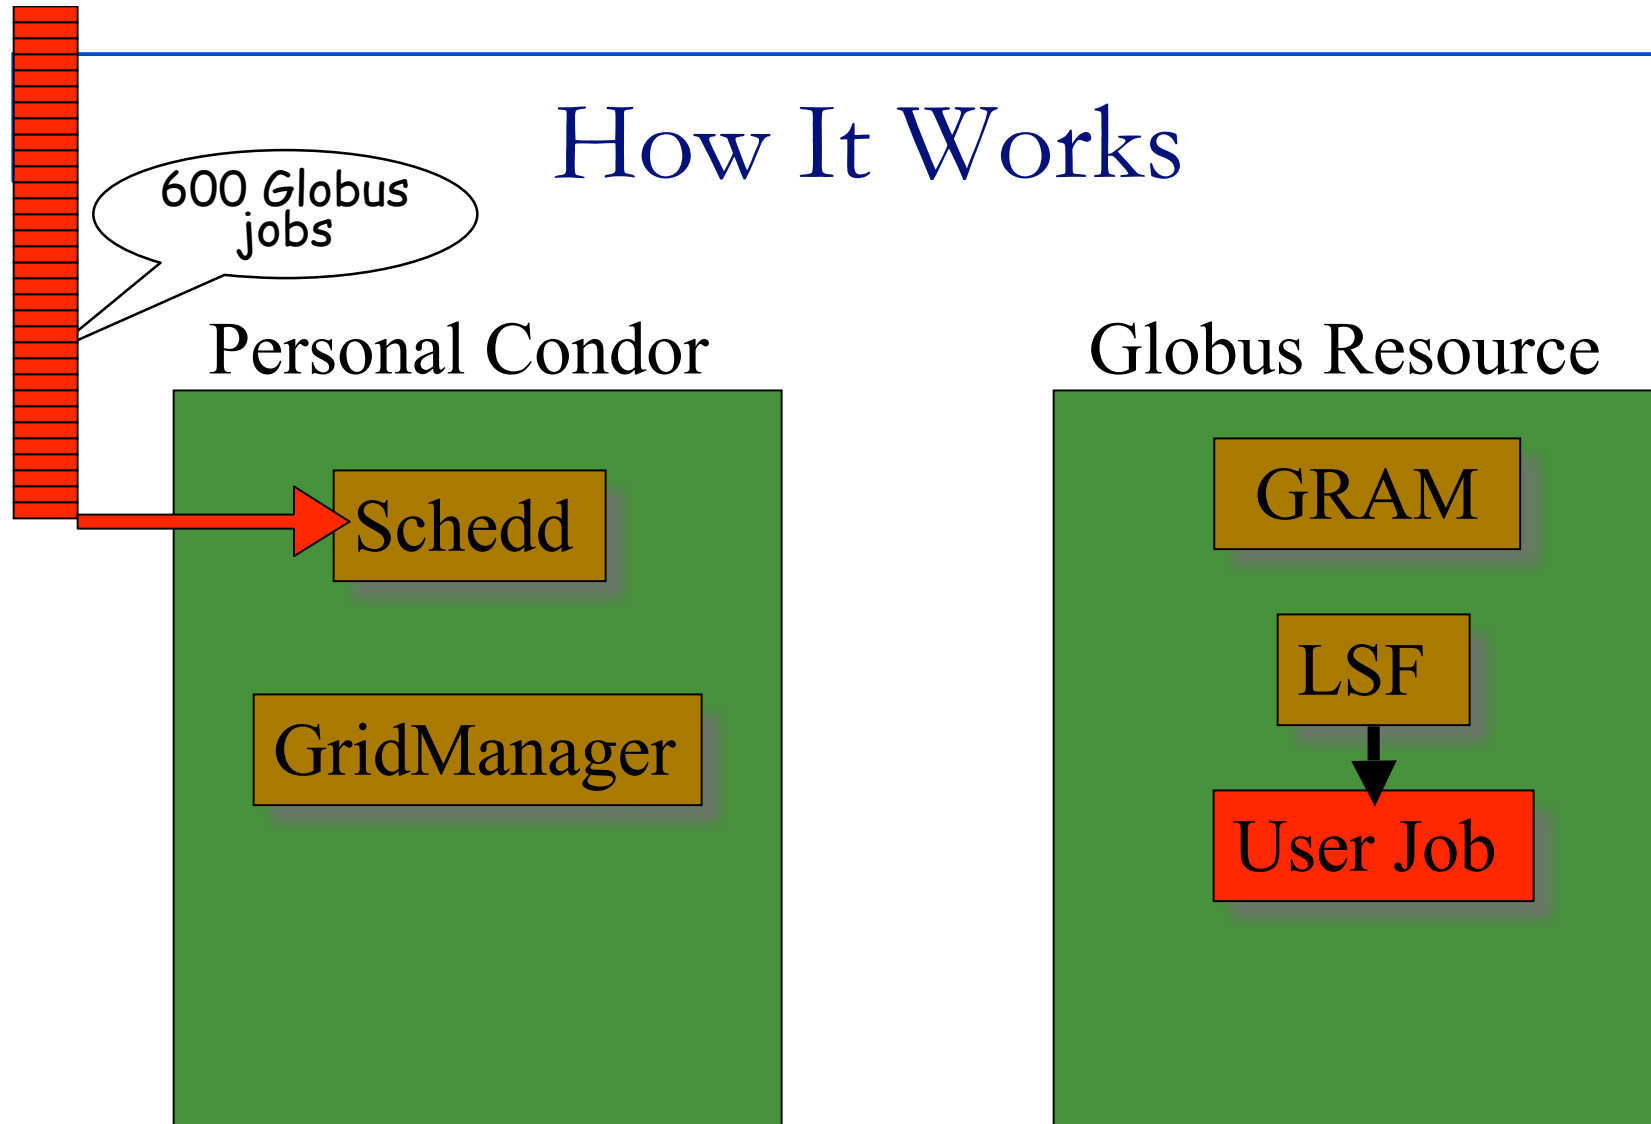 How It Works
600 Globus
jobs
Personal Condor
Globus Resource
Schedd
GRAM
GridManager
LSF
User Job